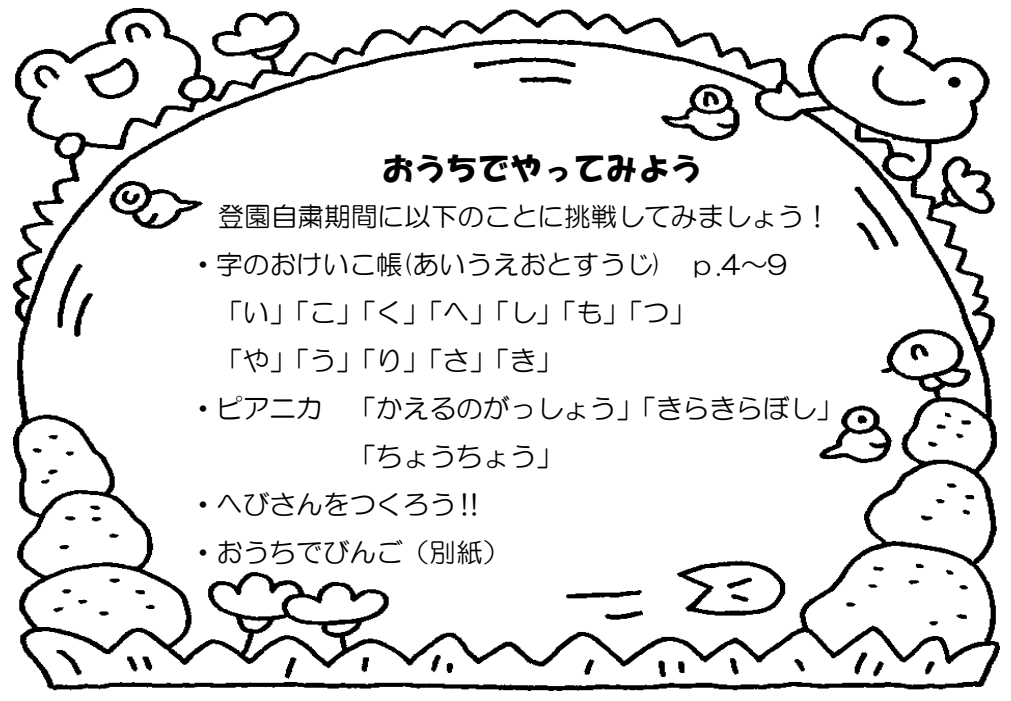 おうちでやってみよう
登園自粛期間に以下のことに挑戦してみましょう！
・字のおけいこ帳(あいうえおとすうじ)　ｐ.4～9
「い」「こ」「く」「へ」「し」「も」「つ」
「や」「う」「り」「さ」「き」
・ピアニカ　「かえるのがっしょう」「きらきらぼし」
「ちょうちょう」
・へびさんをつくろう!!
・おうちでびんご（別紙）